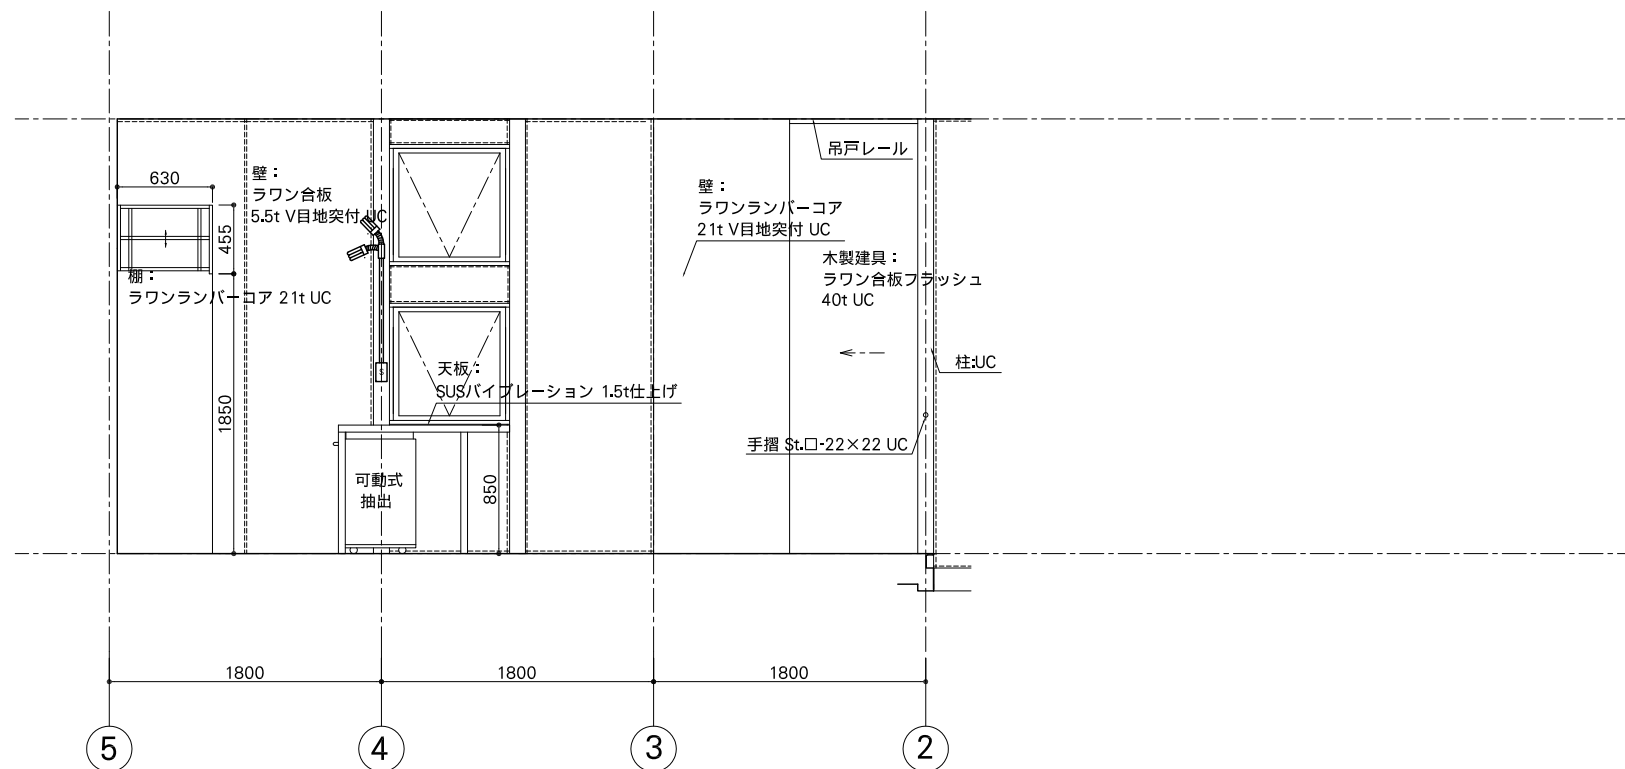 吊戸レール
630
壁：
ラワン合板
5.5t V目地突付 UC
455
棚：
ラワンランバーコア 21t UC
壁：
ラワンランバーコア
21t V目地突付 UC
木製建具：
ラワン合板フラッシュ
40t UC
柱:UC
S
天板：
SUSバイブレーション 1.5t仕上げ
1850
手摺 St.□-22×22 UC
可動式
抽出
850
1800
1800
1800
5
4
3
2